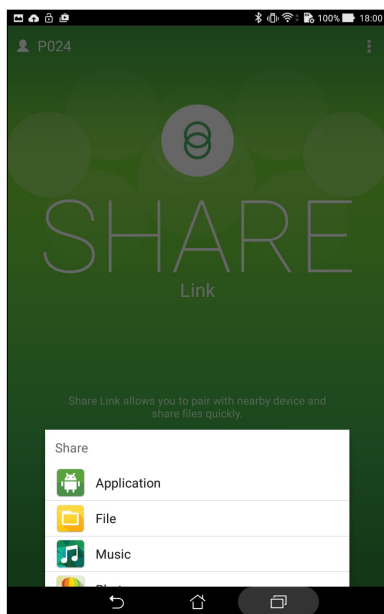 100% 18:00
P024
SHARE
Link
Share Link allows you to pair with nearby device and
share files quickly.
Share
Application
File
Music